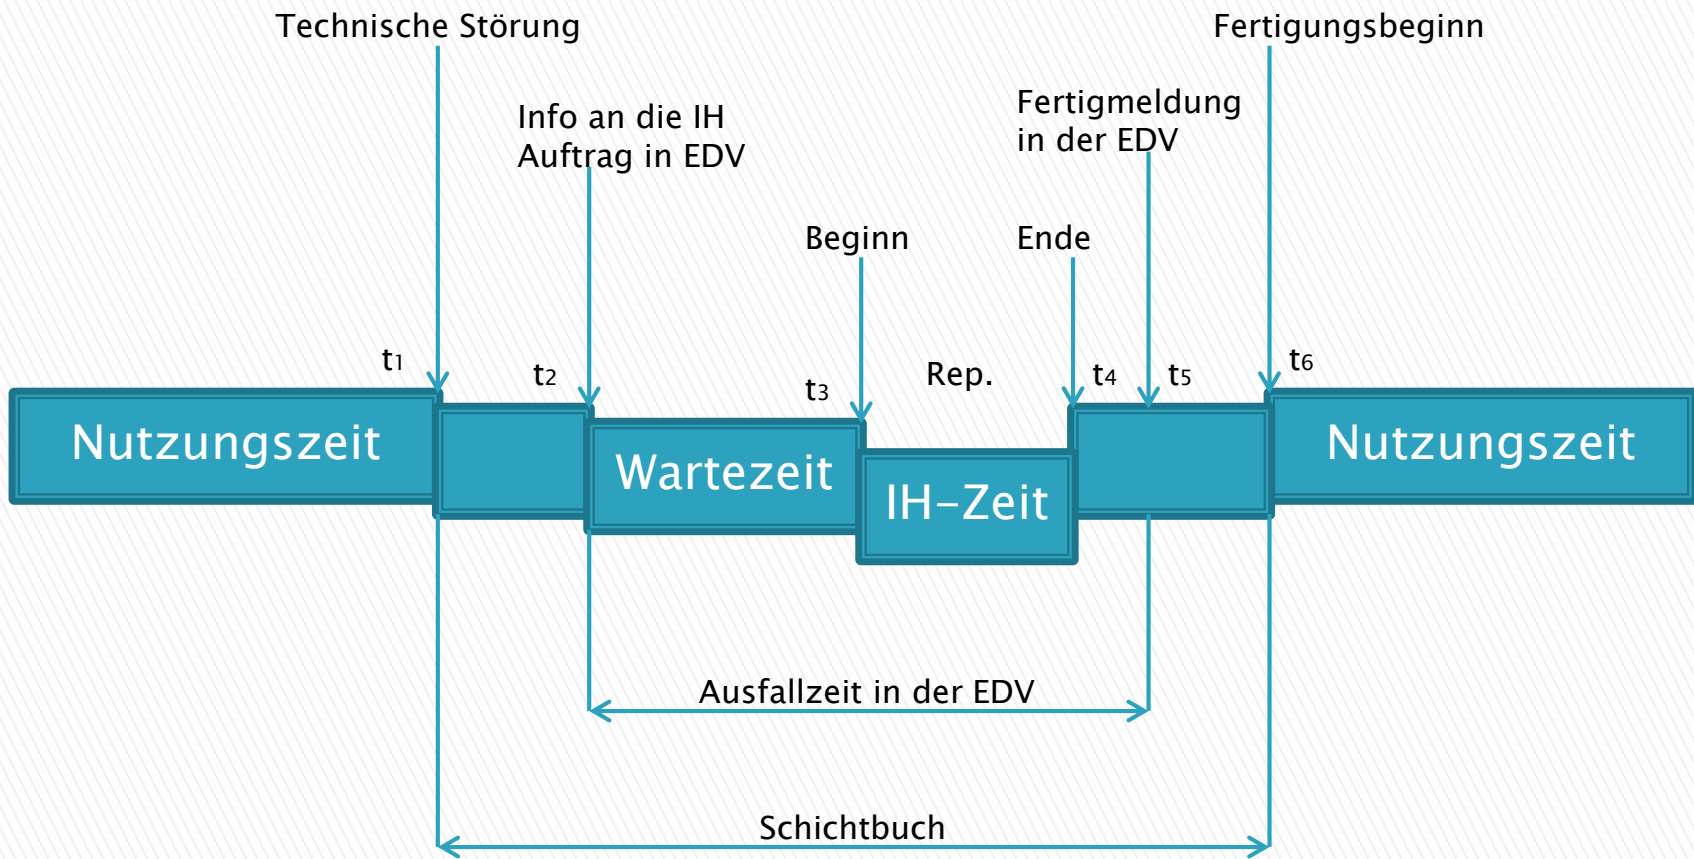 Technische Störung
Fertigungsbeginn
Info an die IH
Auftrag in EDV
Fertigmeldung
in der EDV
Beginn
Ende
t1
t2
t3
Rep.
t4
t5
t6
Nutzungszeit
Wartezeit
IH-Zeit
Nutzungszeit
Ausfallzeit in der EDV
Schichtbuch